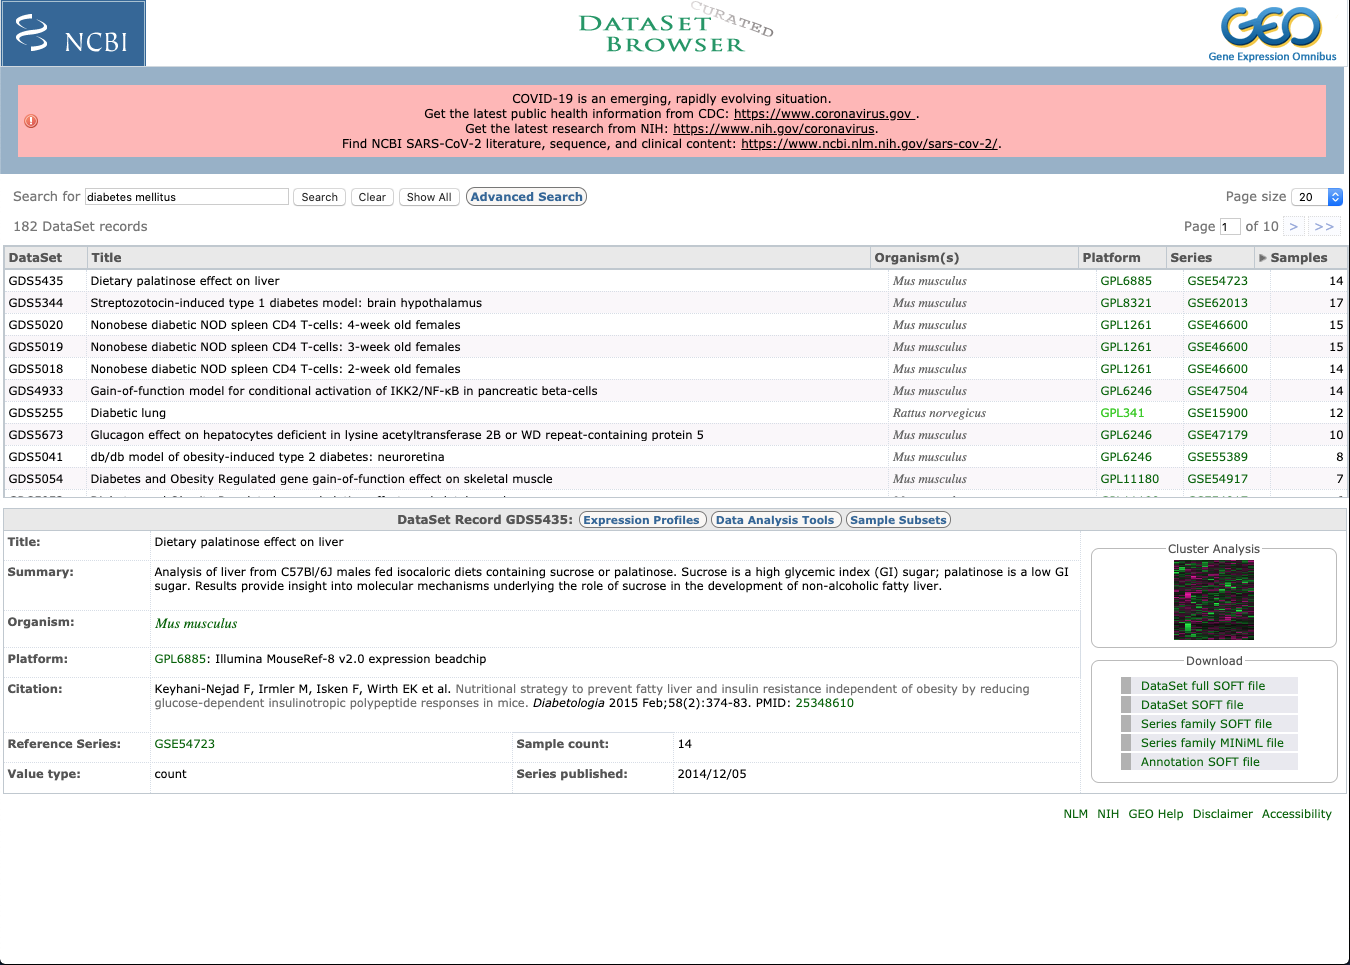 NCBI
DATASET BROWSER
CURATED
GEO
Gene Expression Omnibus
COVID-19 is an emerging, rapidly evolving situation.
Get the latest public health information from CDC: https://www.coronavirus.gov .
Get the latest research from NIH: https://www.nih.gov/coronavirus.
Find NCBI SARS-CoV-2 literature, sequence, and clinical content: https://www.ncbi.nlm.nih.gov/sars-cov-2/.
Search for diabetes mellitus Search Clear Show All Advanced Search Page size 20
182 DataSet records Page 1 of 10 > >>
DataSet Title Organism(s) Platform Series Samples
GDS5435 Dietary palatinose effect on liver Mus musculus GPL6885 GSE54723 14
GDS5344 Streptozotocin-induced type 1 diabetes model: brain hypothalamus Mus musculus GPL8321 GSE62013 17
GDS5020 Nonobese diabetic NOD spleen CD4 T-cells: 4-week old females Mus musculus GPL1261 GSE46600 15
GDS5019 Nonobese diabetic NOD spleen CD4 T-cells: 3-week old females Mus musculus GPL1261 GSE46600 15
GDS5018 Nonobese diabetic NOD spleen CD4 T-cells: 2-week old females Mus musculus GPL1261 GSE46600 14
GDS4933 Gain-of-function model for conditional activation of IKK2/NF-κB in pancreatic beta-cells Mus musculus GPL6246 GSE47504 14
GDS5255 Diabetic lung Rattus norvegicus GPL341 GSE15900 12
GDS5673 Glucagon effect on hepatocytes deficient in lysine acetyltransferase 2B or WD repeat-containing protein 5 Mus musculus GPL6246 GSE47179 10
GDS5041 db/db model of obesity-induced type 2 diabetes: neuroretina Mus musculus GPL6246 GSE55389 8
GDS5054 Diabetes and Obesity Regulated gene gain-of-function effect on skeletal muscle Mus musculus GPL11180 GSE54917 7
DataSet Record GDS5435: Expression Profiles Data Analysis Tools Sample Subsets
Title: Dietary palatinose effect on liver
Summary: Analysis of liver from C57Bl/6J males fed isocaloric diets containing sucrose or palatinose. Sucrose is a high glycemic index (GI) sugar; palatinose is a low GI
sugar. Results provide insight into molecular mechanisms underlying the role of sucrose in the development of non-alcoholic fatty liver.
Organism: Mus musculus
Platform: GPL6885: Illumina MouseRef-8 v2.0 expression beadchip
Citation: Keyhani-Nejad F, Irmler M, Isken F, Wirth EK et al. Nutritional strategy to prevent fatty liver and insulin resistance independent of obesity by reducing
glucose-dependent insulinotropic polypeptide responses in mice. Diabetologia 2015 Feb;58(2):374-83. PMID: 25348610
Reference Series: GSE54723 Sample count: 14
Value type: count Series published: 2014/12/05
Cluster Analysis
Download
DataSet full SOFT file
DataSet SOFT file
Series family SOFT file
Series family MINiML file
Annotation SOFT file
NLM NIH GEO Help Disclaimer Accessibility